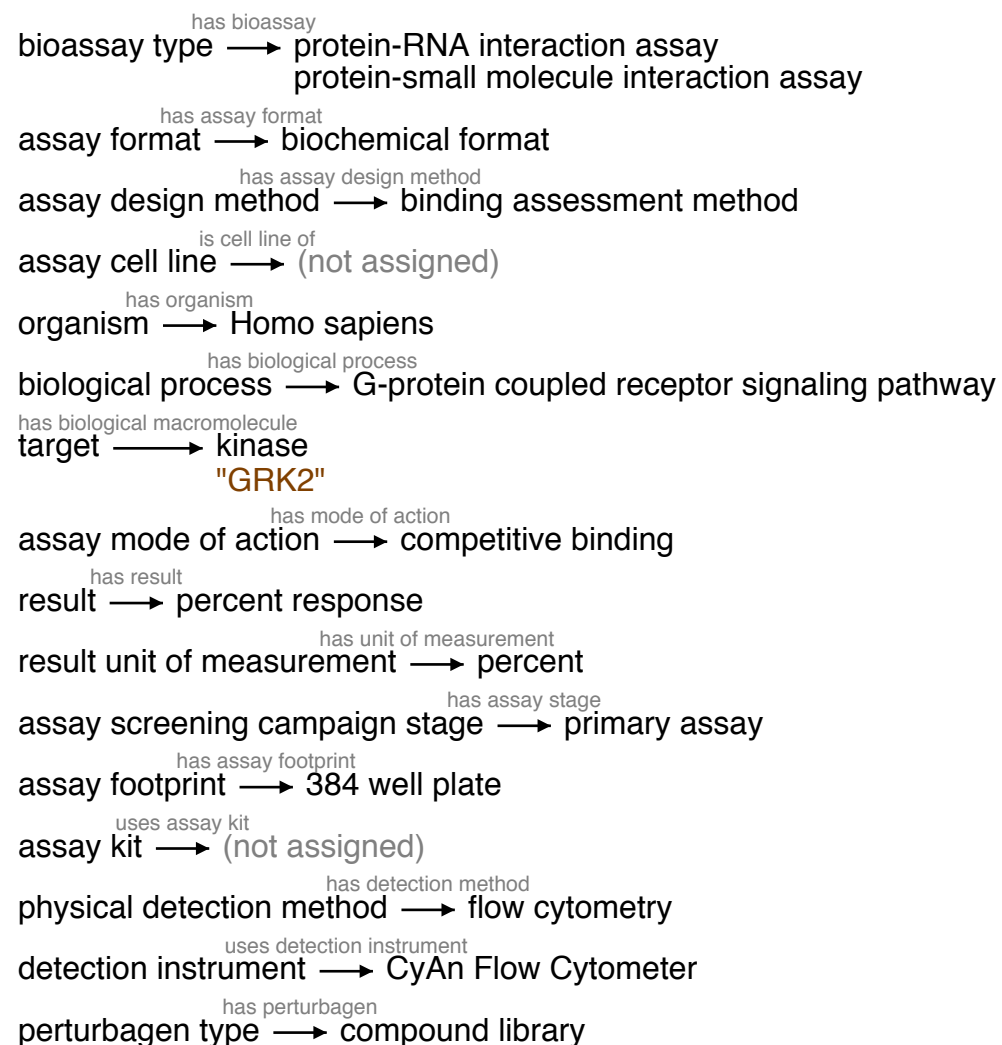 has bioassay
bioassay type → protein-RNA interaction assay
protein-small molecule interaction assay
has assay format
assay format → biochemical format
has assay design method
assay design method → binding assessment method
is cell line of
assay cell line → (not assigned)
has organism
organism → Homo sapiens
has biological process
biological process → G-protein coupled receptor signaling pathway
has biological macromolecule
target → kinase
"GRK2"
has mode of action
assay mode of action → competitive binding
has result
result → percent response
has unit of measurement
result unit of measurement → percent
has assay stage
assay screening campaign stage → primary assay
has assay footprint
assay footprint → 384 well plate
uses assay kit
assay kit → (not assigned)
has detection method
physical detection method → flow cytometry
uses detection instrument
detection instrument → CyAn Flow Cytometer
has perturbagen
perturbagen type → compound library